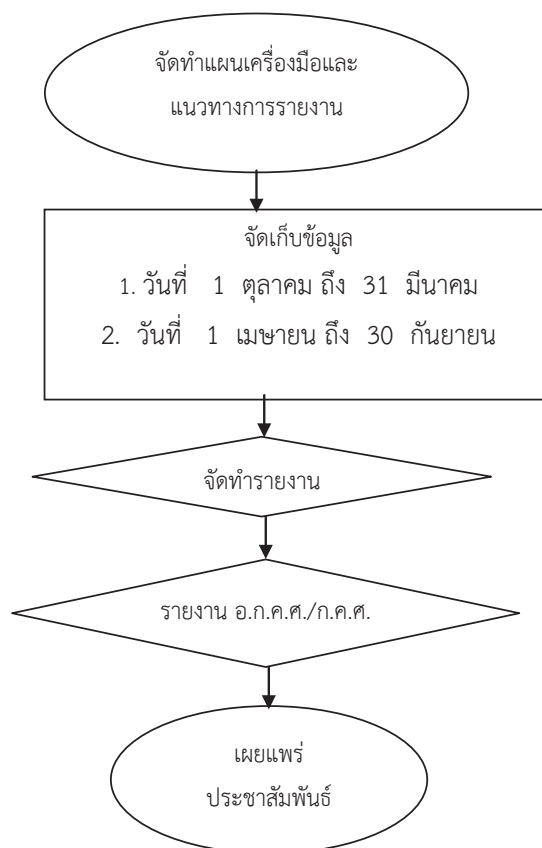 จัดทำแผนเครื่องมือและ
แนวทางการรายงาน
จัดเก็บข้อมูล
1. วันที่ 1 ตุลาคม ถึง 31 มีนาคม
2. วันที่ 1 เมษายน ถึง 30 กันยายน
จัดทำรายงาน
รายงาน อ.ก.ค.ศ./ก.ค.ศ.
เผยแพร่
ประชาสัมพันธ์